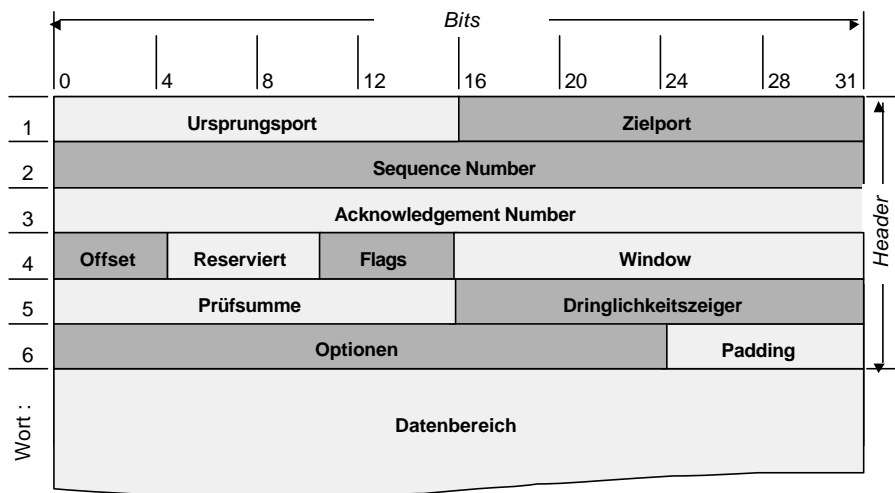 Bits
0 4 8 12 16 20 24 28 31
1 Ursprungsport Zielport
2 Sequence Number
3 Acknowledgement Number
4 Offset Reserviert Flags Window
5 Prüfsumme Dringlichkeitszeiger
6 Optionen Padding
Header
Wort :
Datenbereich